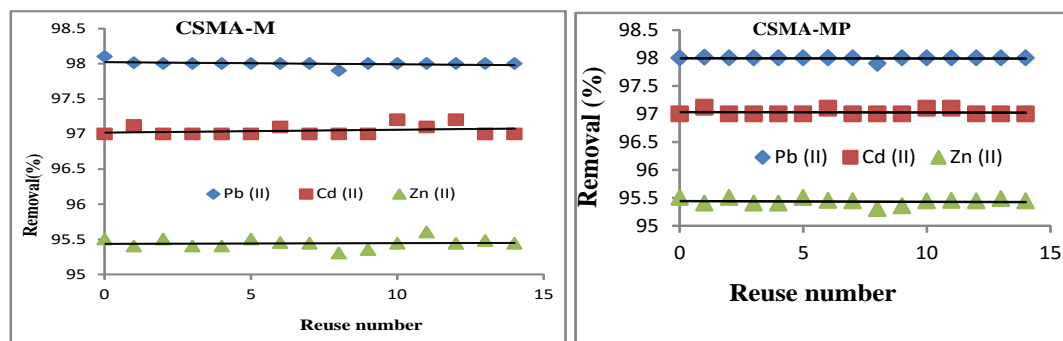 CSMA-M
98.5
98
97.5
97
96.5
96
95.5
95
Removal(%)
Pb (II) Cd (II) Zn (II)
0 5 10 15
Reuse number
CSMA-MP
98.5
98
97.5
97
96.5
96
95.5
95
Removal (%)
Pb (II) Cd (II) Zn (II)
0 5 10 15
Reuse number